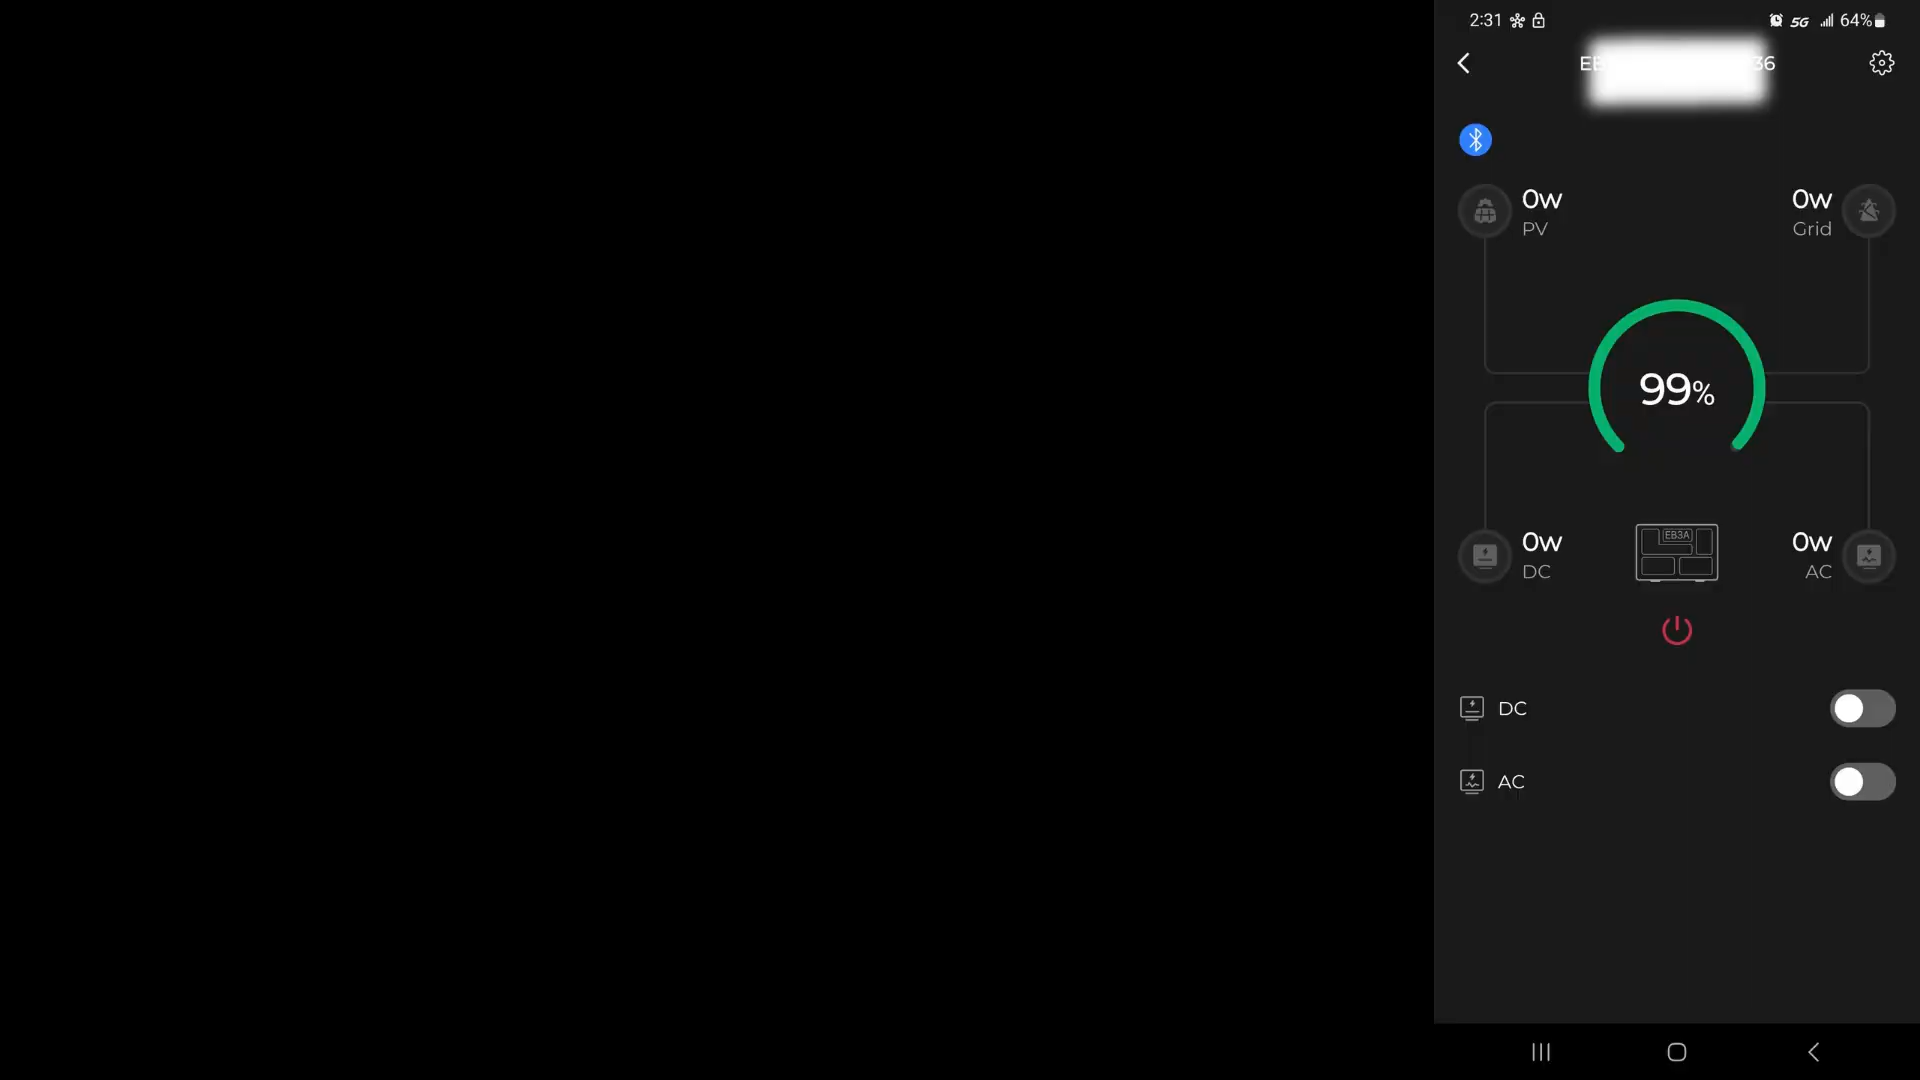 2:31 5G 64%
0w 0w
PV Grid
99%
EB3A
0w 0w
DC AC
DC
AC